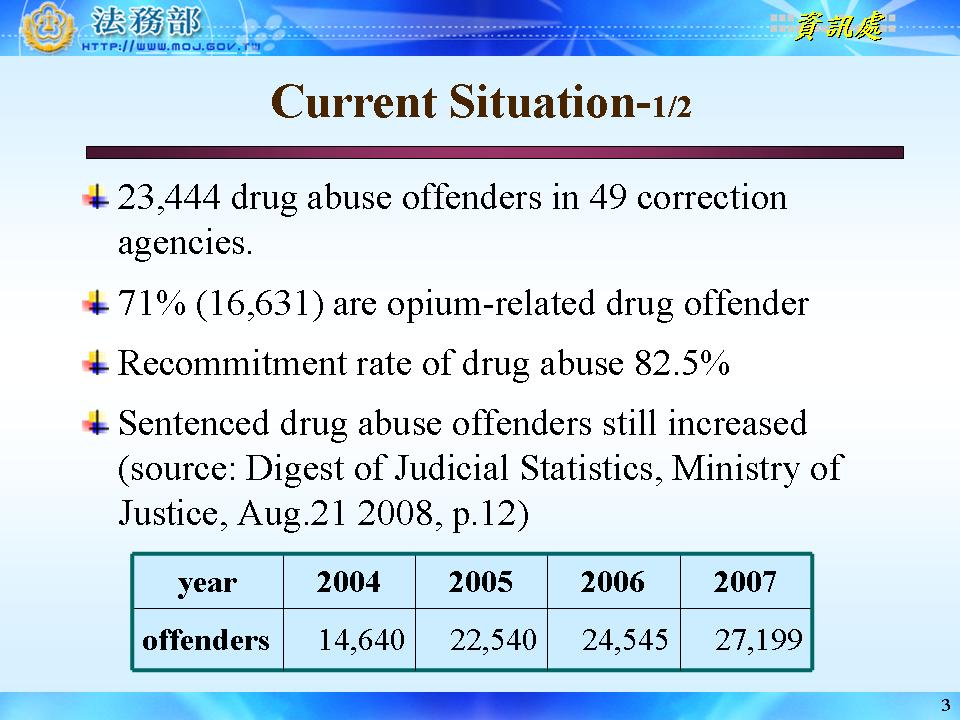 法務部
HTTP://WWW.MOJ.GOV.TW
資訊處
Current Situation-1/2
23,444 drug abuse offenders in 49 correction
agencies.
71% (16,631) are opium-related drug offender
Recommitment rate of drug abuse 82.5%
Sentenced drug abuse offenders still increased
(source: Digest of Judicial Statistics, Ministry of
Justice, Aug.21 2008, p.12)
year 2004 2005 2006 2007
offenders 14,640 22,540 24,545 27,199
3